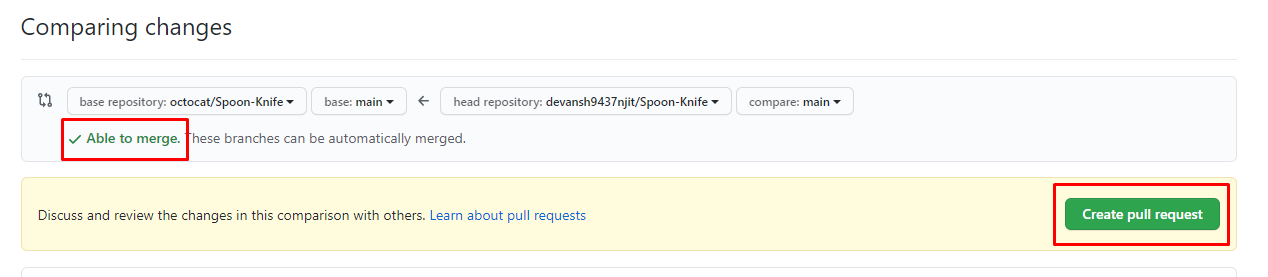 Comparing changes
base repository: octocat/Spoon-Knife base: main head repository: devansh9437njit/Spoon-Knife compare: main
Able to merge. These branches can be automatically merged.
Discuss and review the changes in this comparison with others. Learn about pull requests Create pull request